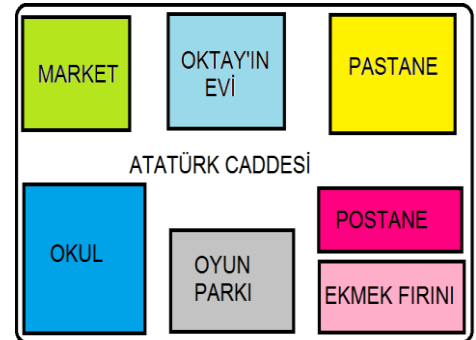 MARKET
OKTAY'IN
EVİ
PASTANE
ATATÜRK CADDESİ
OKUL
OYUN
PARKI
POSTANE
EKMEK FIRINI